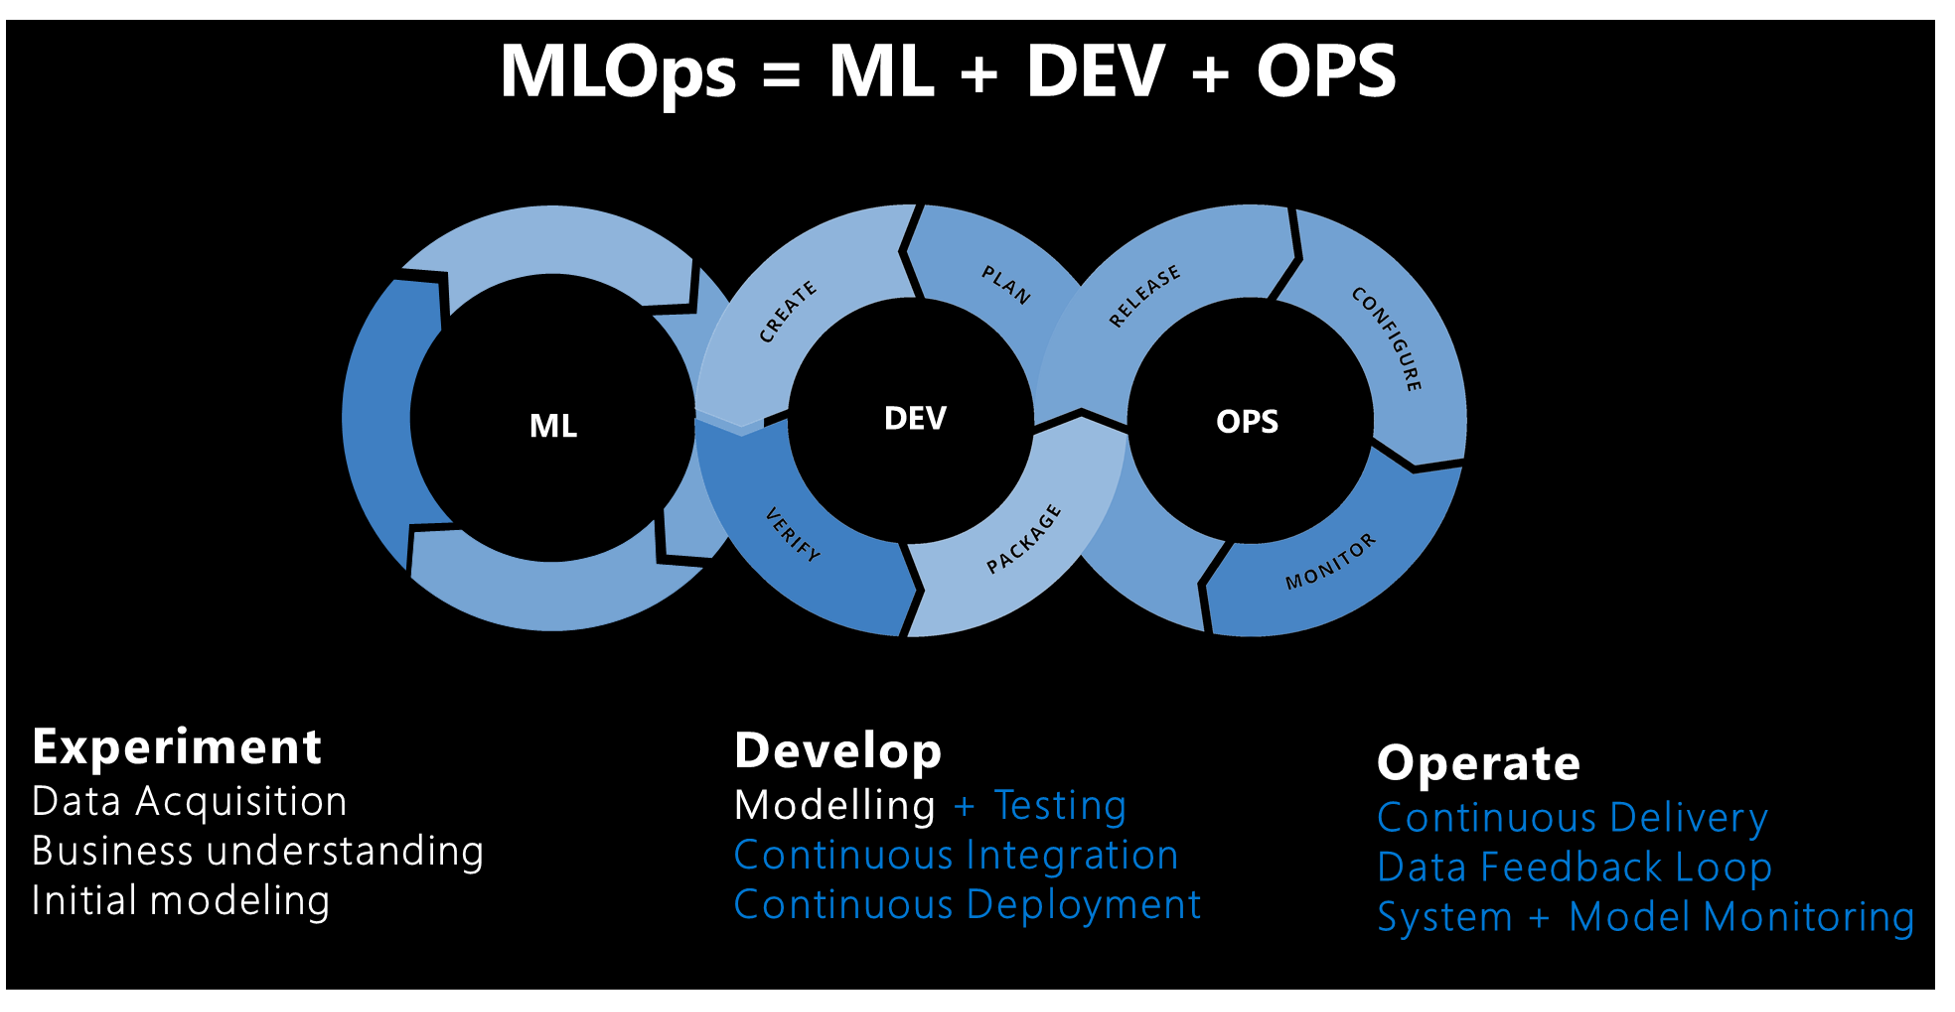 MLOps = ML + DEV + OPS
CREATE
PLAN
RELEASE
CONFIGURE
ML
DEV
OPS
VERIFY
PACKAGE
MONITOR
Experiment
Data Acquisition
Business understanding
Initial modeling
Develop
Modelling + Testing
Continuous Integration
Continuous Deployment
Operate
Continuous Delivery
Data Feedback Loop
System + Model Monitoring